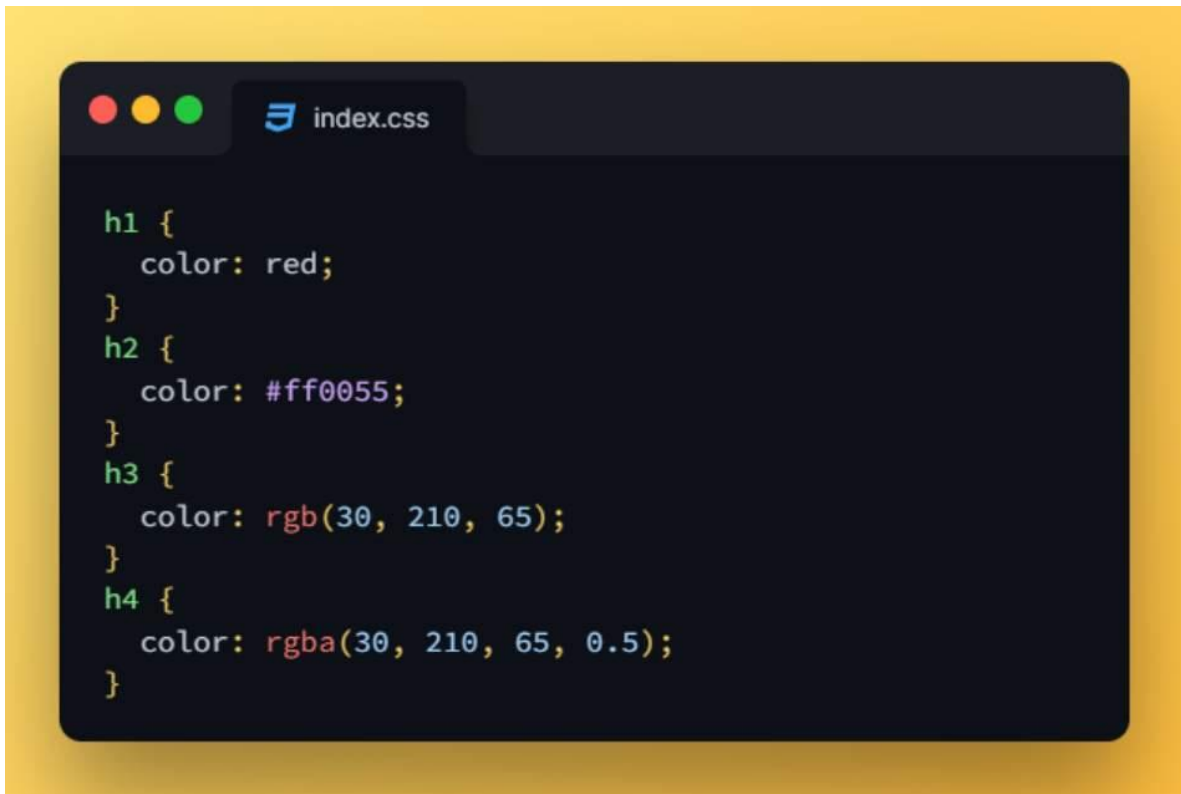 index.css
h1 {
  color: red;
}
h2 {
  color: #ff0055;
}
h3 {
  color: rgb(30, 210, 65);
}
h4 {
  color: rgba(30, 210, 65, 0.5);
}